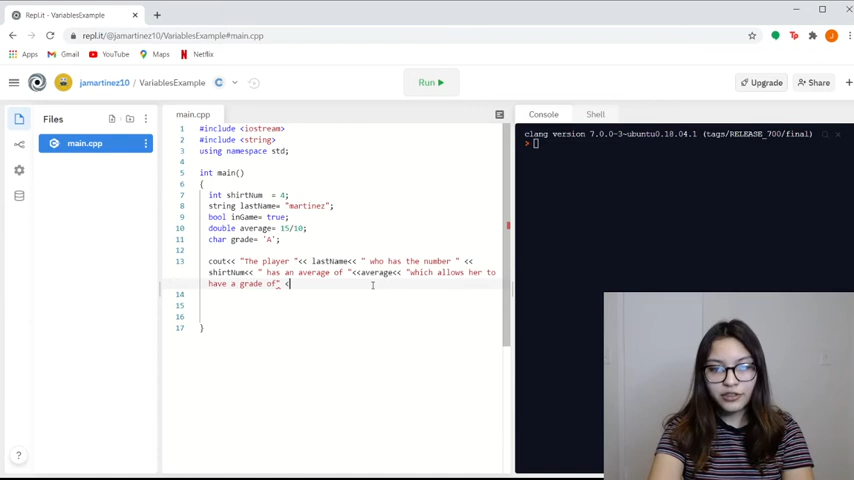 Repl.it - VariablesExample
repl.it/@jamartinez10/VariablesExample#main.cpp
Apps Gmail YouTube Maps Netflix
jamartinez10 / VariablesExample
Run
Upgrade
Share
Files
main.cpp
main.cpp
1 #include <iostream>
2 #include <string>
3 using namespace std;
4
5 int main()
6 {
7 int shirtNum  = 4;
8 string lastName= "martinez";
9 bool inGame= true;
10 double average= 15/10;
11 char grade= 'A';
12
13 cout<< "The player "<< lastName<< " who has the number " <<
shirtNum<< " has an average of "<<average<< "which allows her to
have a grade of" <
14
15
16
17 }
Console Shell
clang version 7.0.0-3~ubuntu0.18.04.1 (tags/RELEASE_700/final)
>
J
Tp
?